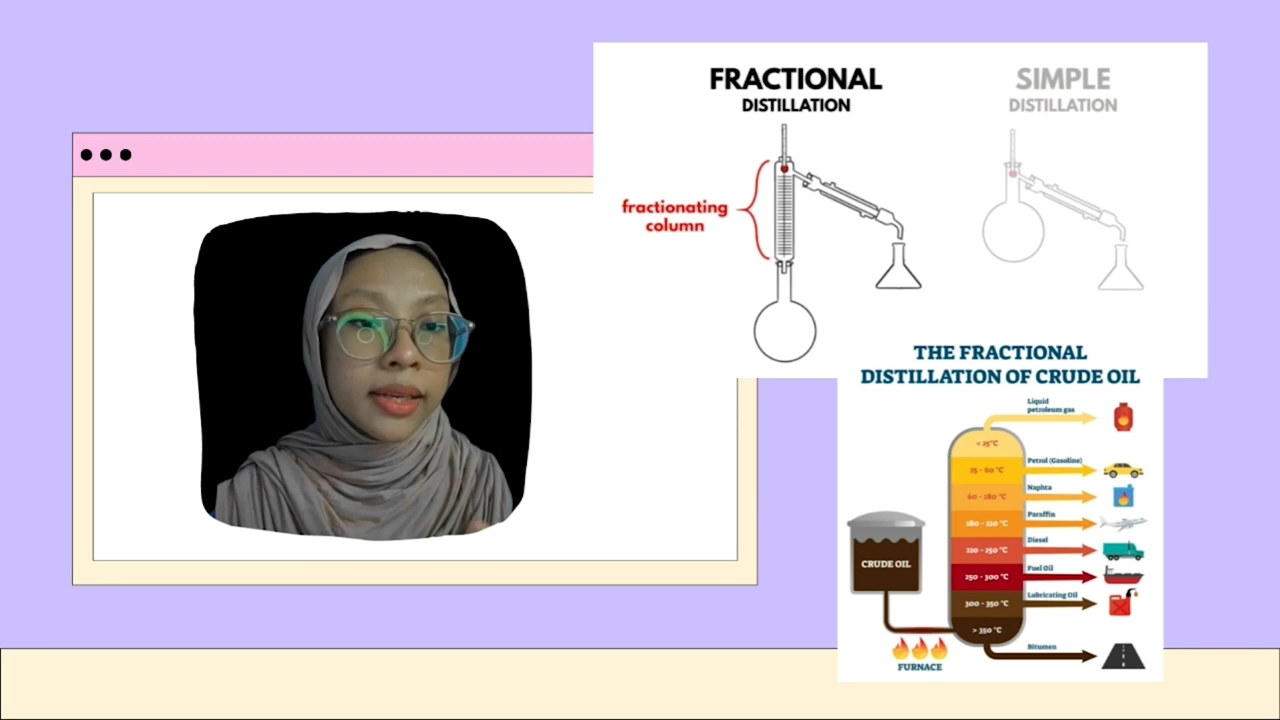 FRACTIONAL
DISTILLATION
SIMPLE
DISTILLATION
fractionating
column
THE FRACTIONAL
DISTILLATION OF CRUDE OIL
Liquid
petroleum gas
< 25°C
Petrol (Gasoline)
25 - 60 °C
Naphta
60 - 180 °C
Paraffin
180 - 220 °C
Diesel
220 - 250 °C
Fuel Oil
250 - 300 °C
Lubricating Oil
300 - 350 °C
> 350 °C
Bitumen
CRUDE OIL
FURNACE